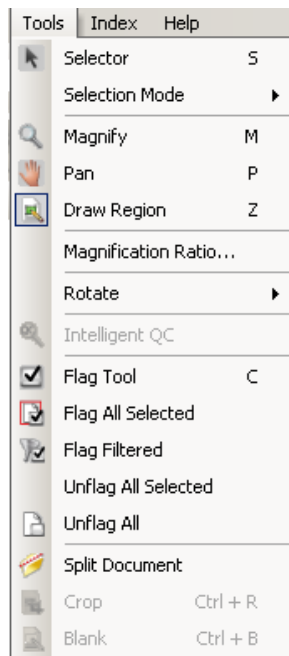 Tools Index Help
Selector S
Selection Mode
Magnify M
Pan P
Draw Region Z
Magnification Ratio...
Rotate
Intelligent QC
Flag Tool C
Flag All Selected
Flag Filtered
Unflag All Selected
Unflag All
Split Document
Crop Ctrl + R
Blank Ctrl + B